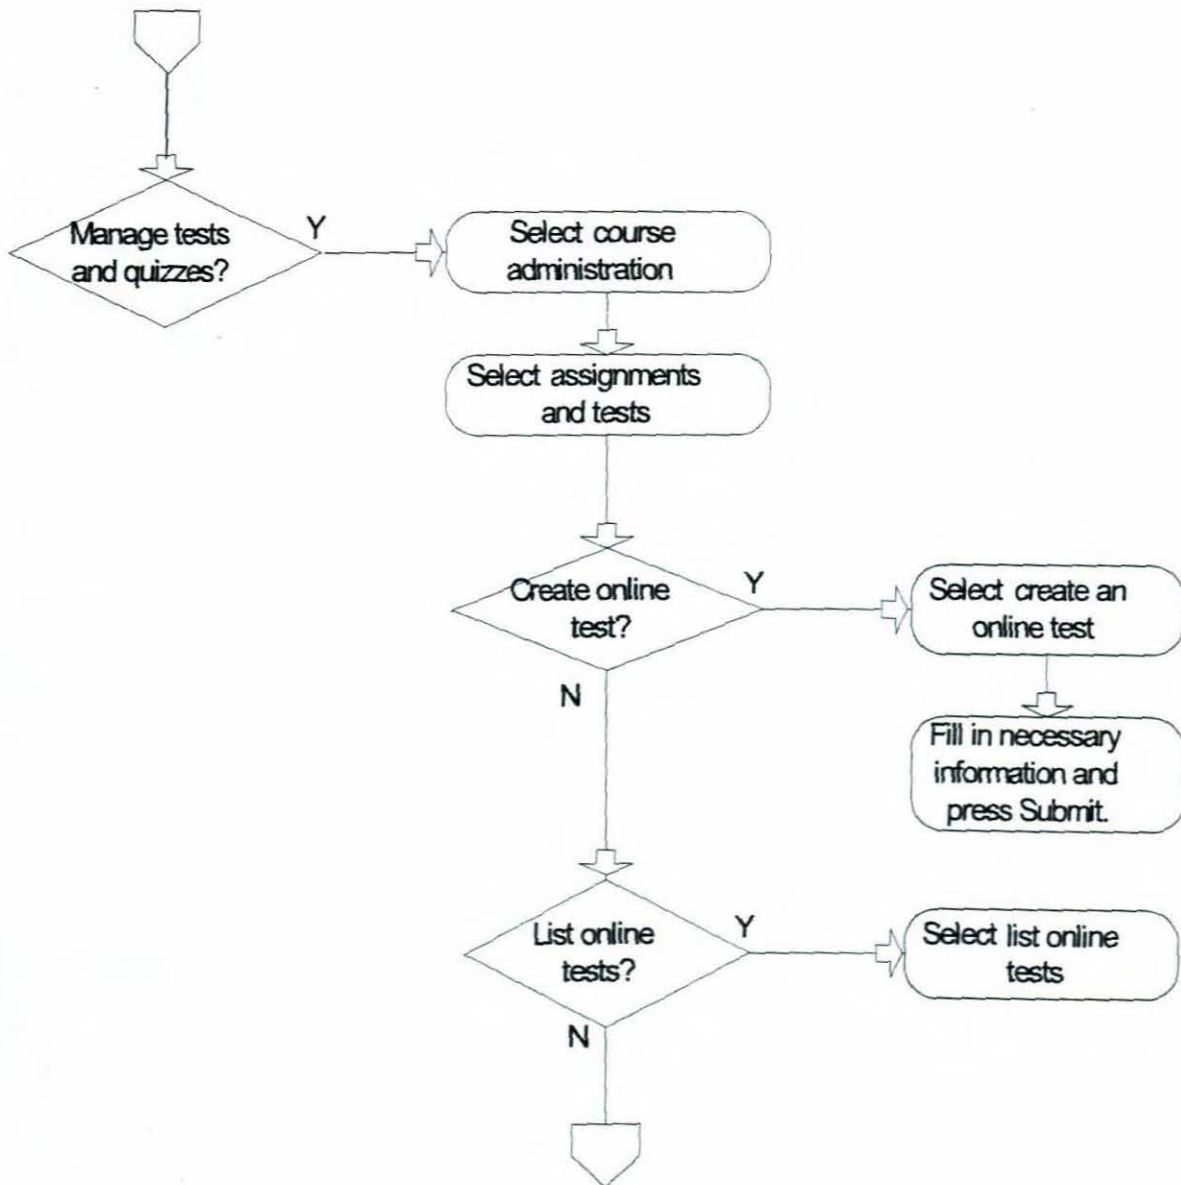 Manage tests
and quizzes?
Y
Select course
administration
Select assignments
and tests
Create online
test?
Y
Select create an
online test
N
Fill in necessary
information and
press Submit.
List online
tests?
Y
Select list online
tests
N